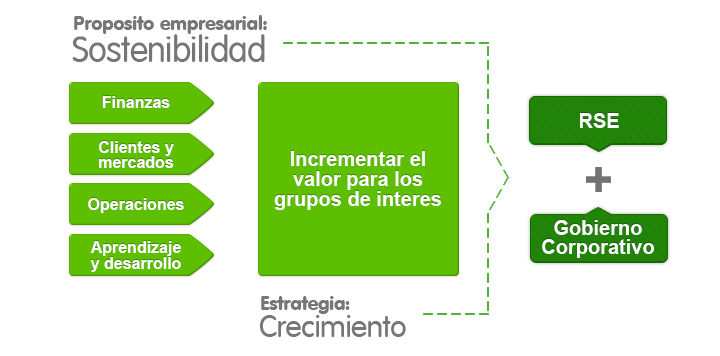 Proposito empresarial:
Sostenibilidad
Finanzas
Clientes y
mercados
Operaciones
Aprendizaje
y desarrollo
Incrementar el
valor para los
grupos de interes
Estrategia:
Crecimiento
RSE
+
Gobierno
Corporativo